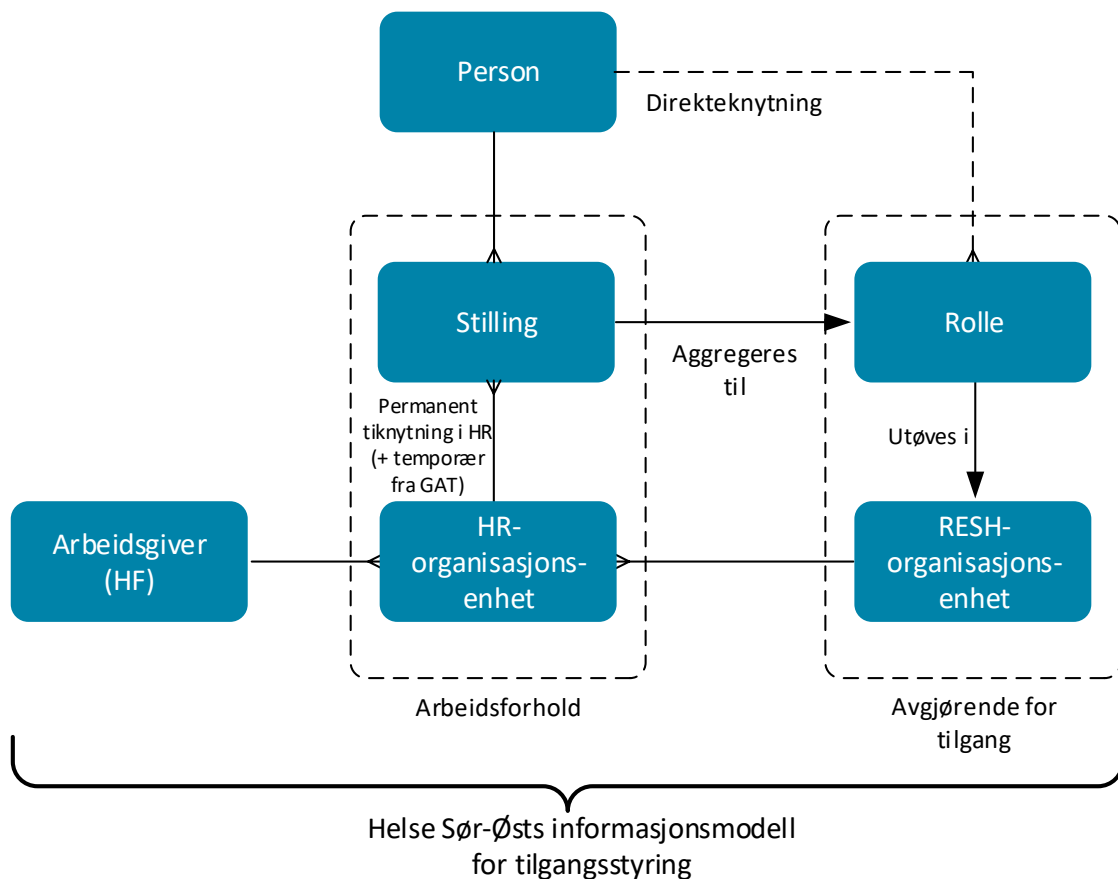 Person
Direkteknytning
Stilling
Rolle
Aggregeres
til
Permanent
tiknytning i HR
(+ temporær
fra GAT)
Utøves i
Arbeidsgiver
(HF)
HR-
organisasjons-
enhet
RESH-
organisasjons-
enhet
Arbeidsforhold
Avgjørende for
tilgang
Helse Sør-Østs informasjonsmodell
for tilgangsstyring